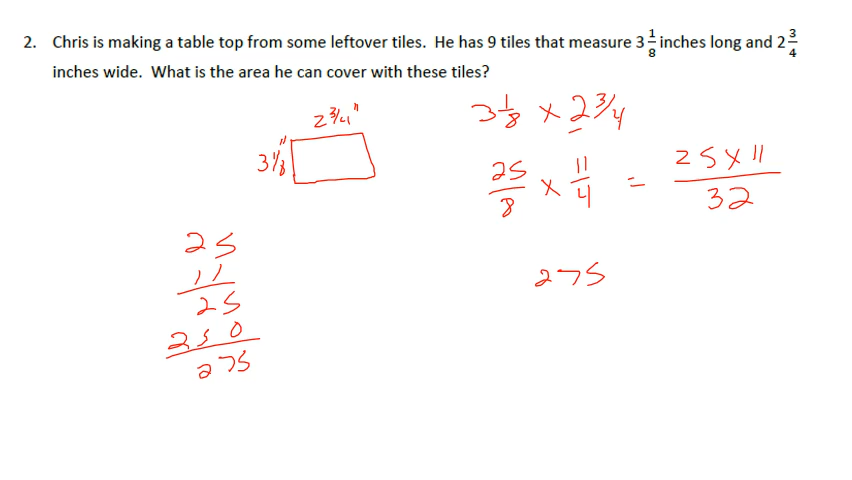 2. Chris is making a table top from some leftover tiles. He has 9 tiles that measure 3 1/8 inches long and 2 3/4
inches wide. What is the area he can cover with these tiles?
2 3/4"
3 1/8"
3 1/8 × 2 3/4
25/8 × 11/4 = 25 × 11/32
275
25
11
25
250
275